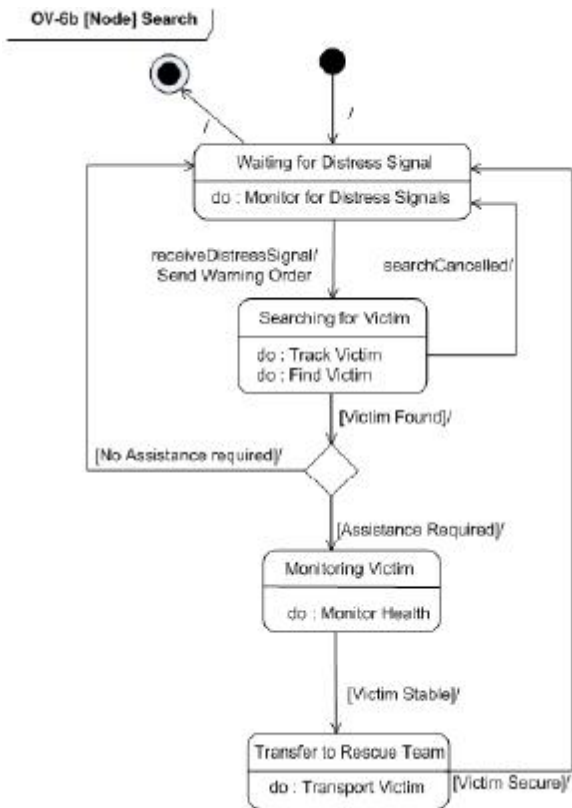 OV-6b [Node] Search
/
/
Waiting for Distress Signal
do : Monitor for Distress Signals
receiveDistressSignal/
Send Warning Order
searchCancelled/
Searching for Victim
do : Track Victim
do : Find Victim
[Victim Found]/
[No Assistance required]/
[Assistance Required]/
Monitoring Victim
do : Monitor Health
[Victim Stable]/
Transfer to Rescue Team
do : Transport Victim
[Victim Secure]/